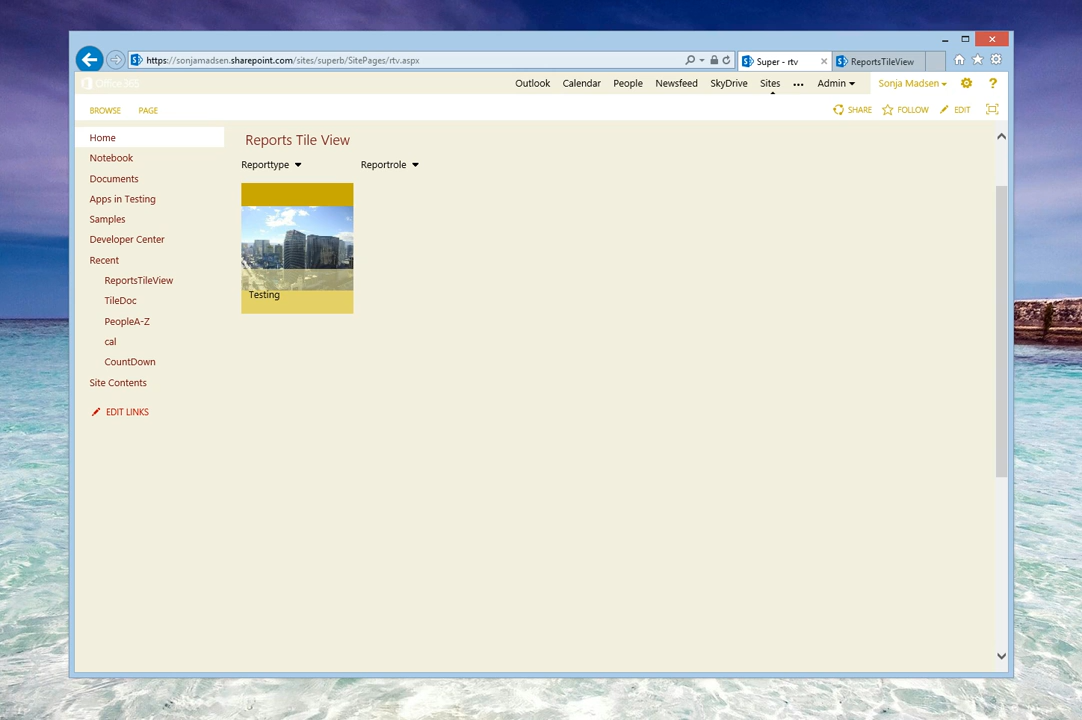 https://sonjamadsen.sharepoint.com/sites/superb/SitePages/rtv.aspx
Super - rtv
ReportsTileView
Office 365
Outlook Calendar People Newsfeed SkyDrive Sites ••• Admin Sonja Madsen ?
BROWSE PAGE SHARE FOLLOW EDIT
Home
Notebook
Documents
Apps in Testing
Samples
Developer Center
Recent
ReportsTileView
TileDoc
PeopleA-Z
cal
CountDown
Site Contents
EDIT LINKS
Reports Tile View
Reporttype Reportrole
Testing